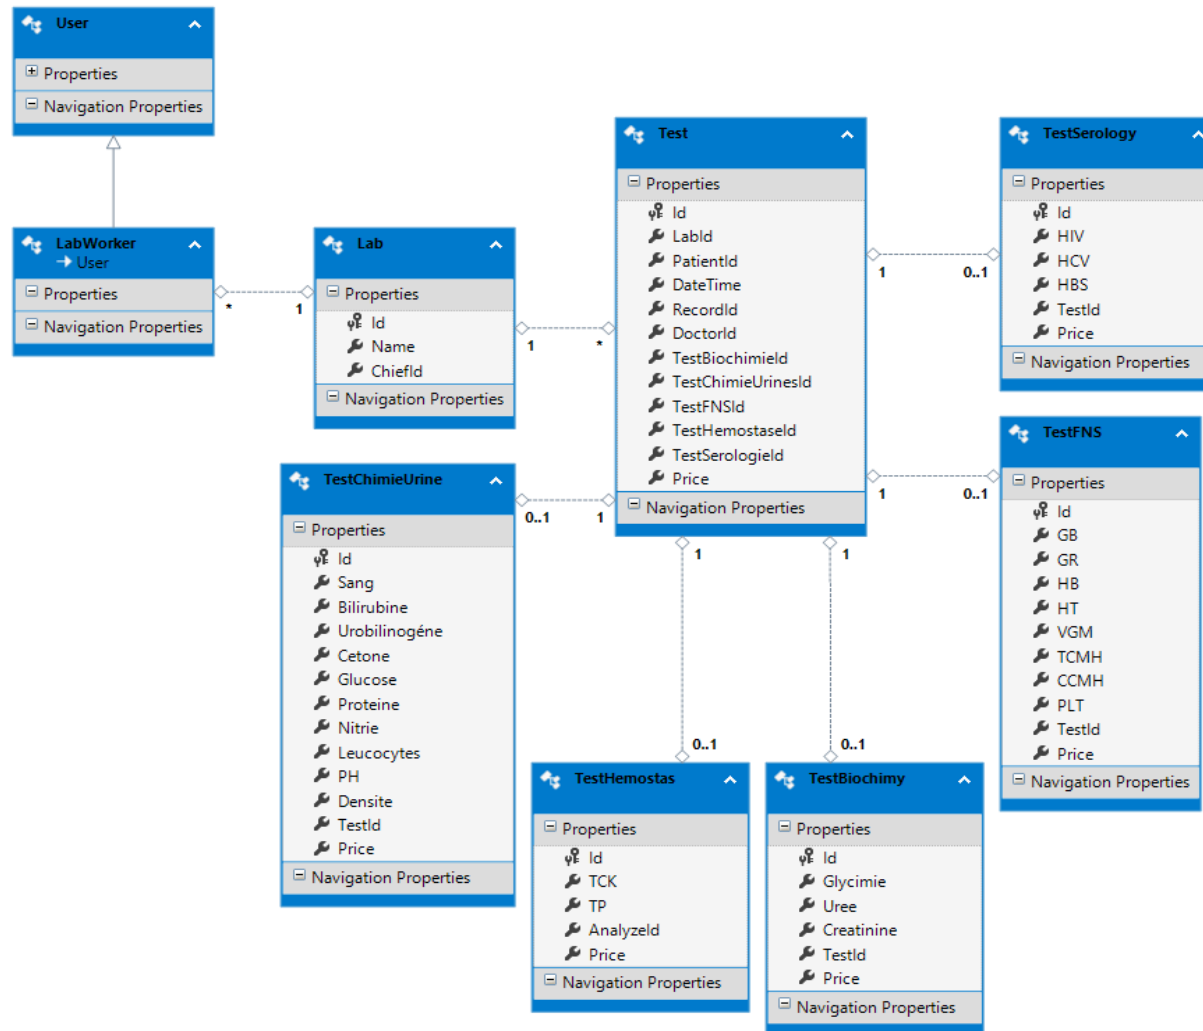 User
Properties
Navigation Properties
LabWorker
→ User
Properties
Navigation Properties
*
1
Lab
Properties
Id
Name
ChiefId
Navigation Properties
1
*
Test
Properties
Id
LabId
PatientId
DateTime
RecordId
DoctorId
TestBiochimieId
TestChimieUrinesId
TestFNSId
TestHemostaseId
TestSerologieId
Price
Navigation Properties
1
0..1
TestSerology
Properties
Id
HIV
HCV
HBS
TestId
Price
Navigation Properties
1
0..1
TestFNS
Properties
Id
GB
GR
HB
HT
VGM
TCMH
CCMH
PLT
TestId
Price
Navigation Properties
TestChimieUrine
Properties
Id
Sang
Bilirubine
Urobilinogéne
Cetone
Glucose
Proteine
Nitrie
Leucocytes
PH
Densite
TestId
Price
Navigation Properties
0..1
1
1
0..1
TestHemostas
Properties
Id
TCK
TP
AnalyzeId
Price
Navigation Properties
1
0..1
TestBiochimy
Properties
Id
Glycimie
Uree
Creatinine
TestId
Price
Navigation Properties